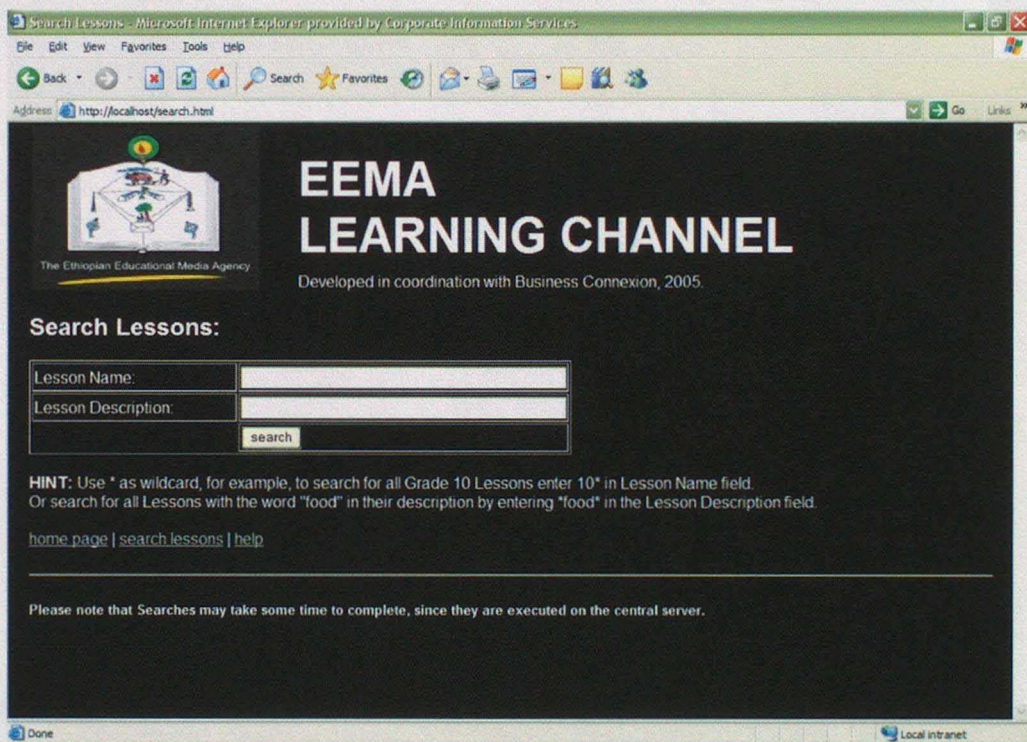 Search Lessons - Microsoft Internet Explorer provided by Corporate Information Services
File Edit View Favorites Tools Help
Back Search Favorites
Address http://localhost/search.html Go Links »
EEMA
LEARNING CHANNEL
The Ethiopian Educational Media Agency
Developed in coordination with Business Connexion, 2005.
Search Lessons:
Lesson Name:
Lesson Description:
search
HINT: Use * as wildcard, for example, to search for all Grade 10 Lessons enter 10* in Lesson Name field.
Or search for all Lessons with the word "food" in their description by entering *food* in the Lesson Description field.
home page | search lessons | help
Please note that Searches may take some time to complete, since they are executed on the central server.
Done Local intranet